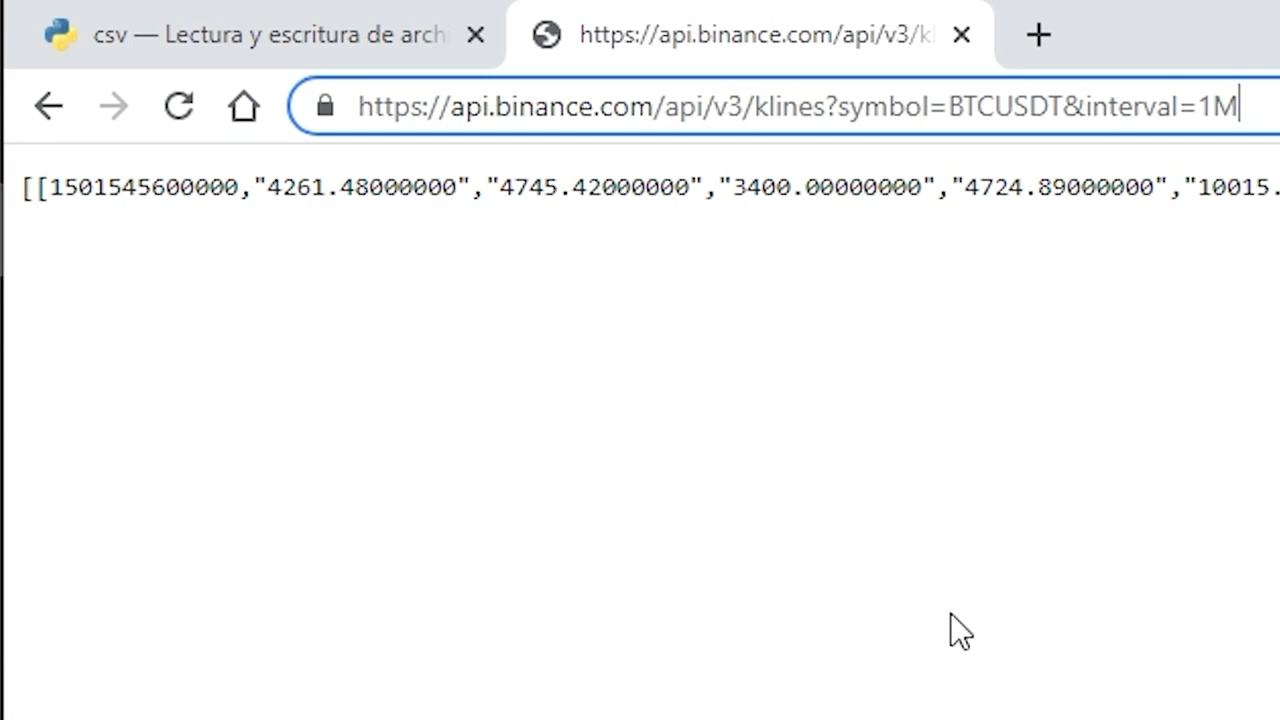 csv — Lectura y escritura de arch
https://api.binance.com/api/v3/kl
https://api.binance.com/api/v3/klines?symbol=BTCUSDT&interval=1M
[[1501545600000,"4261.48000000","4745.42000000","3400.00000000","4724.89000000","10015.